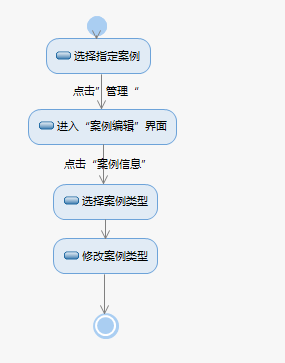 选择指定案例
点击”管理“
进入“案例编辑”界面
点击“案例信息”
选择案例类型
修改案例类型